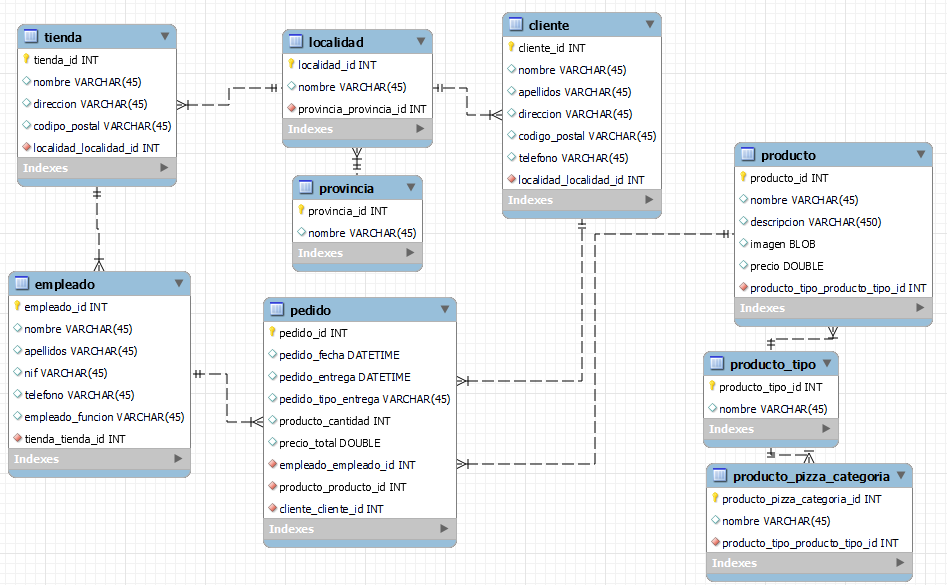 tienda
tienda_id INT
nombre VARCHAR(45)
direccion VARCHAR(45)
codipo_postal VARCHAR(45)
localidad_localidad_id INT
Indexes
localidad
localidad_id INT
nombre VARCHAR(45)
provincia_provincia_id INT
Indexes
cliente
cliente_id INT
nombre VARCHAR(45)
apellidos VARCHAR(45)
direccion VARCHAR(45)
codigo_postal VARCHAR(45)
telefono VARCHAR(45)
localidad_localidad_id INT
Indexes
provincia
provincia_id INT
nombre VARCHAR(45)
Indexes
producto
producto_id INT
nombre VARCHAR(45)
descripcion VARCHAR(450)
imagen BLOB
precio DOUBLE
producto_tipo_producto_tipo_id INT
Indexes
empleado
empleado_id INT
nombre VARCHAR(45)
apellidos VARCHAR(45)
nif VARCHAR(45)
telefono VARCHAR(45)
empleado_funcion VARCHAR(45)
tienda_tienda_id INT
Indexes
pedido
pedido_id INT
pedido_fecha DATETIME
pedido_entrega DATETIME
pedido_tipo_entrega VARCHAR(45)
producto_cantidad INT
precio_total DOUBLE
empleado_empleado_id INT
producto_producto_id INT
cliente_cliente_id INT
Indexes
producto_tipo
producto_tipo_id INT
nombre VARCHAR(45)
Indexes
producto_pizza_categoria
producto_pizza_categoria_id INT
nombre VARCHAR(45)
producto_tipo_producto_tipo_id INT
Indexes